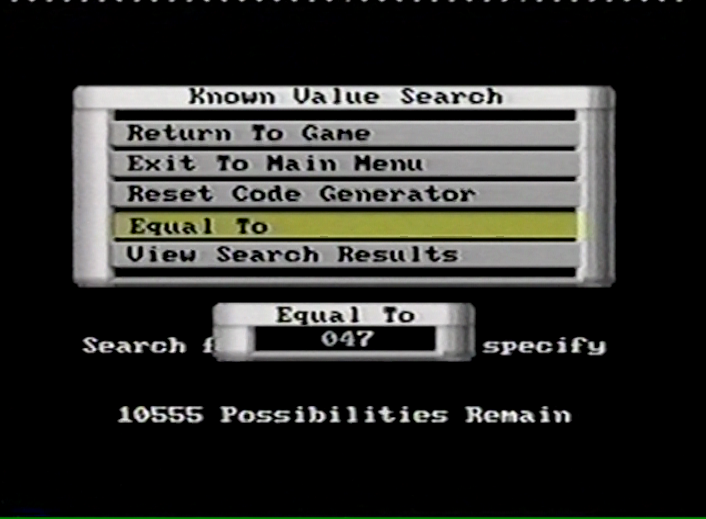 Known Value Search
Return To Game
Exit To Main Menu
Reset Code Generator
Equal To
View Search Results
Equal To
047
Search f specify
10555 Possibilities Remain